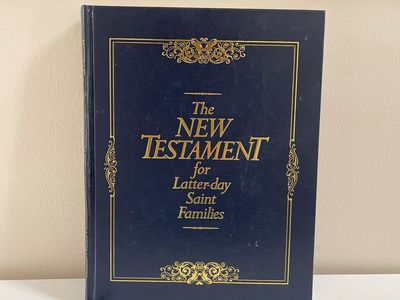 The
NEW
TESTAMENT
for
Latter-day
Saint
Families